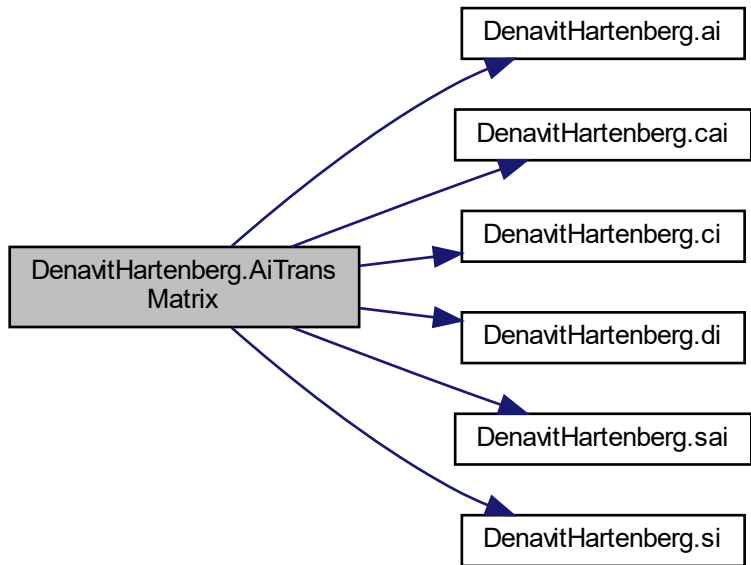 DenavitHartenberg.ai
DenavitHartenberg.cai
DenavitHartenberg.ci
DenavitHartenberg.AiTrans
Matrix
DenavitHartenberg.di
DenavitHartenberg.sai
DenavitHartenberg.si